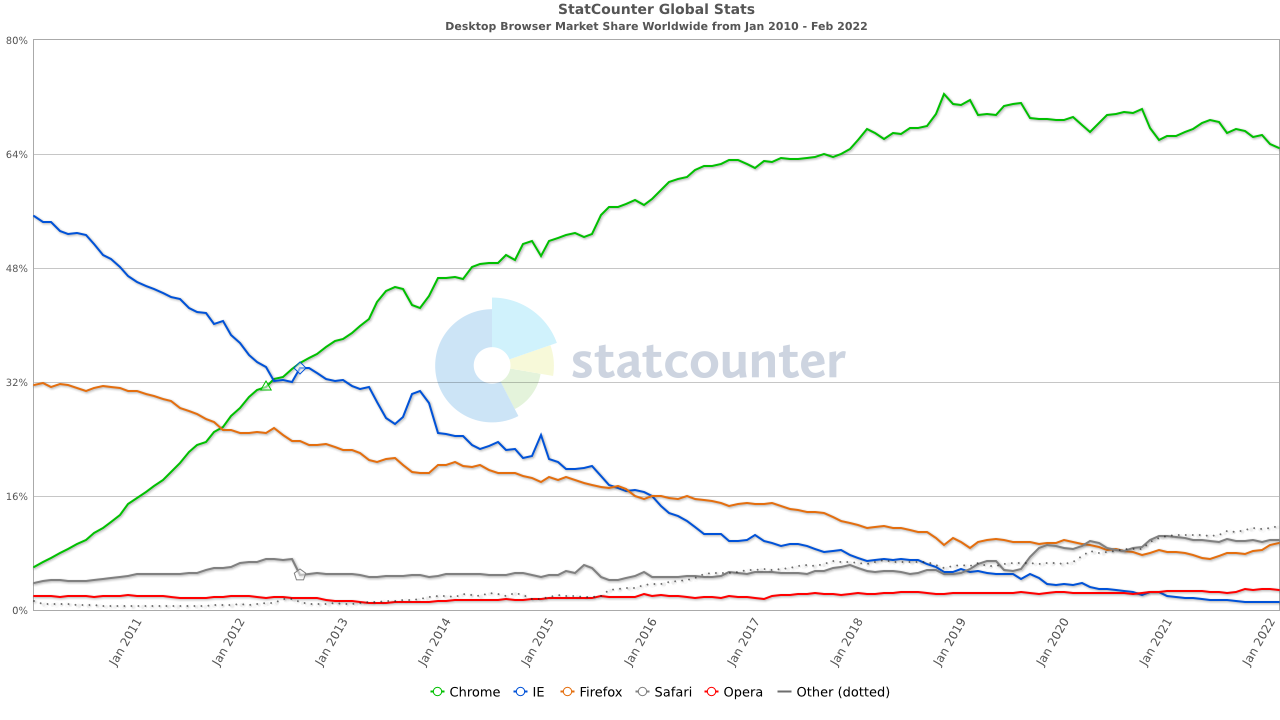 StatCounter Global Stats
Desktop Browser Market Share Worldwide from Jan 2010 - Feb 2022
80%
64%
48%
32%
16%
0%
statcounter
Jan 2011
Jan 2012
Jan 2013
Jan 2014
Jan 2015
Jan 2016
Jan 2017
Jan 2018
Jan 2019
Jan 2020
Jan 2021
Jan 2022
Chrome IE Firefox Safari Opera Other (dotted)